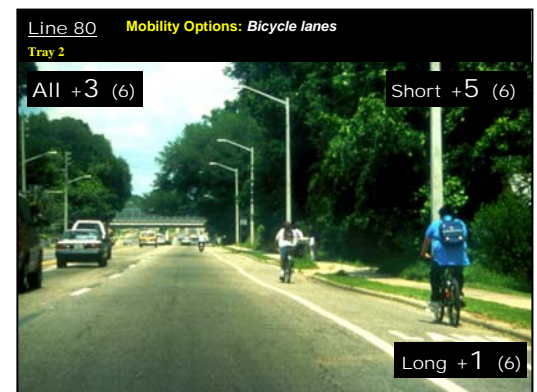 Line 80 Mobility Options: Bicycle lanes
Tray 2
All +3 (6) Short +5 (6)
Long +1 (6)